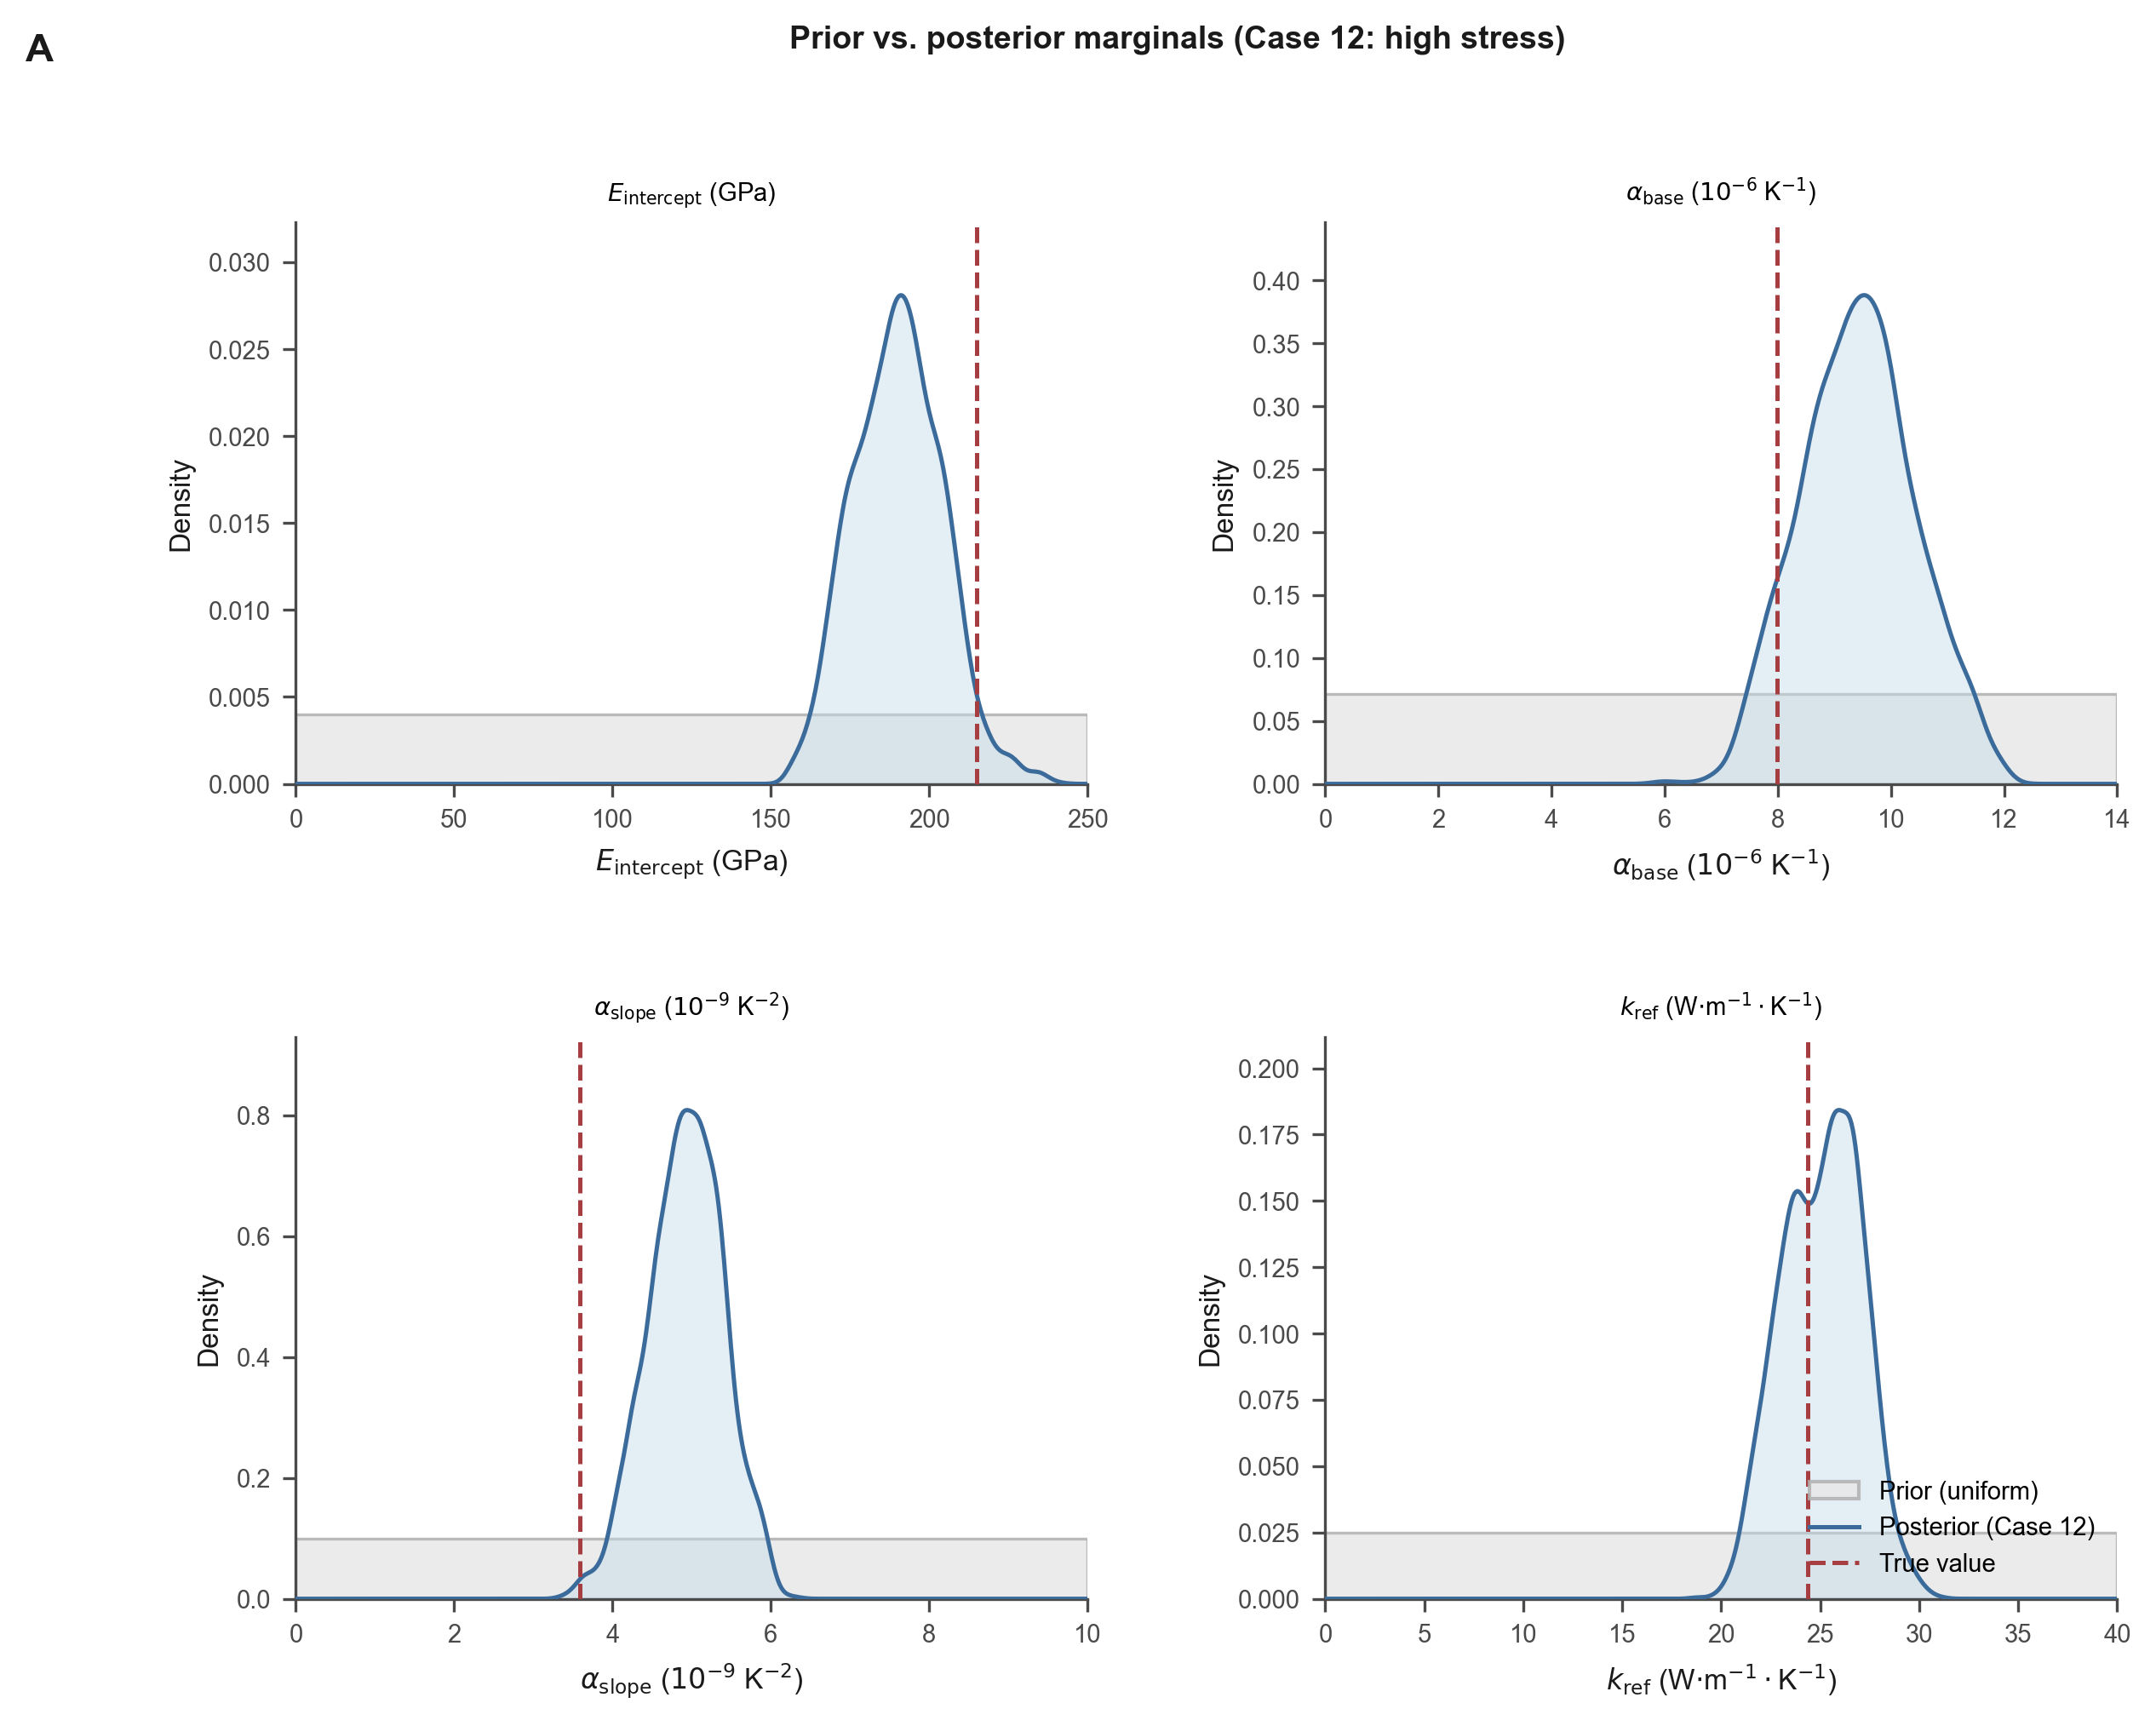 A
Prior vs. posterior marginals (Case 12: high stress)
E_intercept (GPa)
0.030
0.025
0.020
0.015
0.010
0.005
0.000
Density
0 50 100 150 200 250
E_intercept (GPa)
α_base (10⁻⁶ K⁻¹)
0.40
0.35
0.30
0.25
0.20
0.15
0.10
0.05
0.00
Density
0 2 4 6 8 10 12 14
α_base (10⁻⁶ K⁻¹)
α_slope (10⁻⁹ K⁻²)
0.8
0.6
0.4
0.2
0.0
Density
0 2 4 6 8 10
α_slope (10⁻⁹ K⁻²)
k_ref (W·m⁻¹ · K⁻¹)
0.200
0.175
0.150
0.125
0.100
0.075
0.050
0.025
0.000
Density
Prior (uniform)
Posterior (Case 12)
True value
0 5 10 15 20 25 30 35 40
k_ref (W·m⁻¹ · K⁻¹)